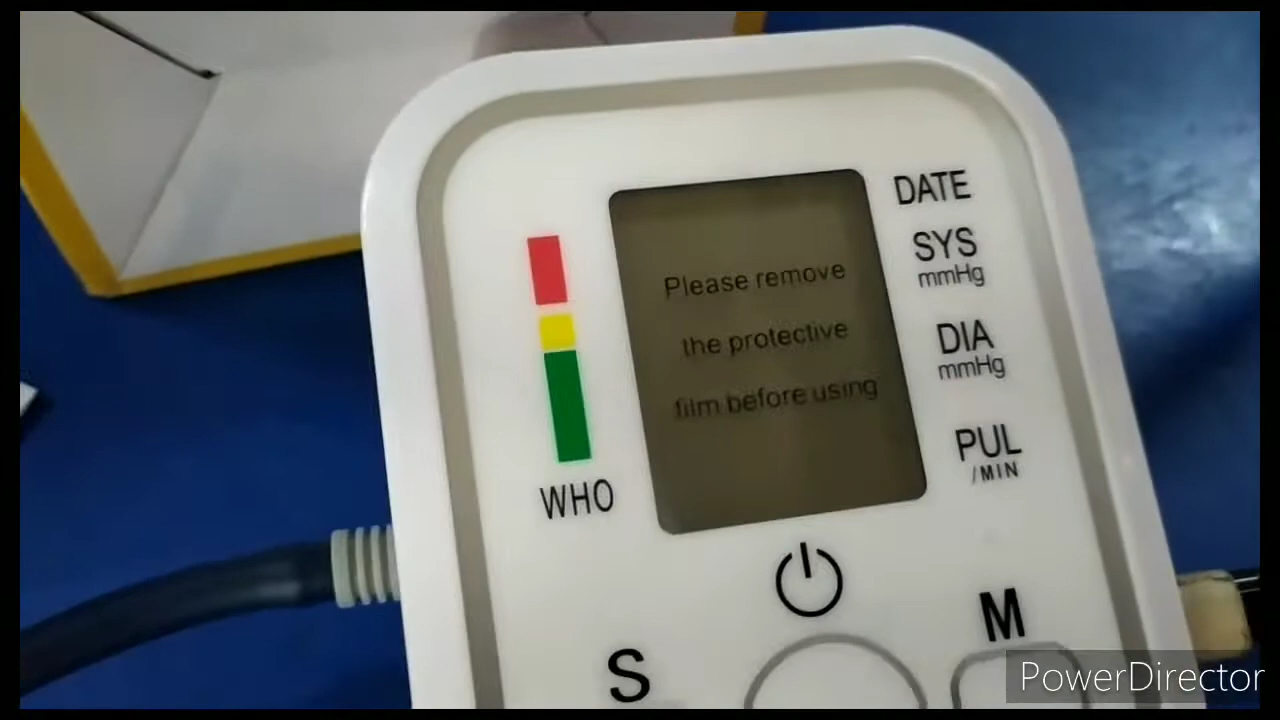 DATE
SYS
mmHg
Please remove
the protective
film before using
DIA
mmHg
PUL
/MIN
WHO
M
S
PowerDirector